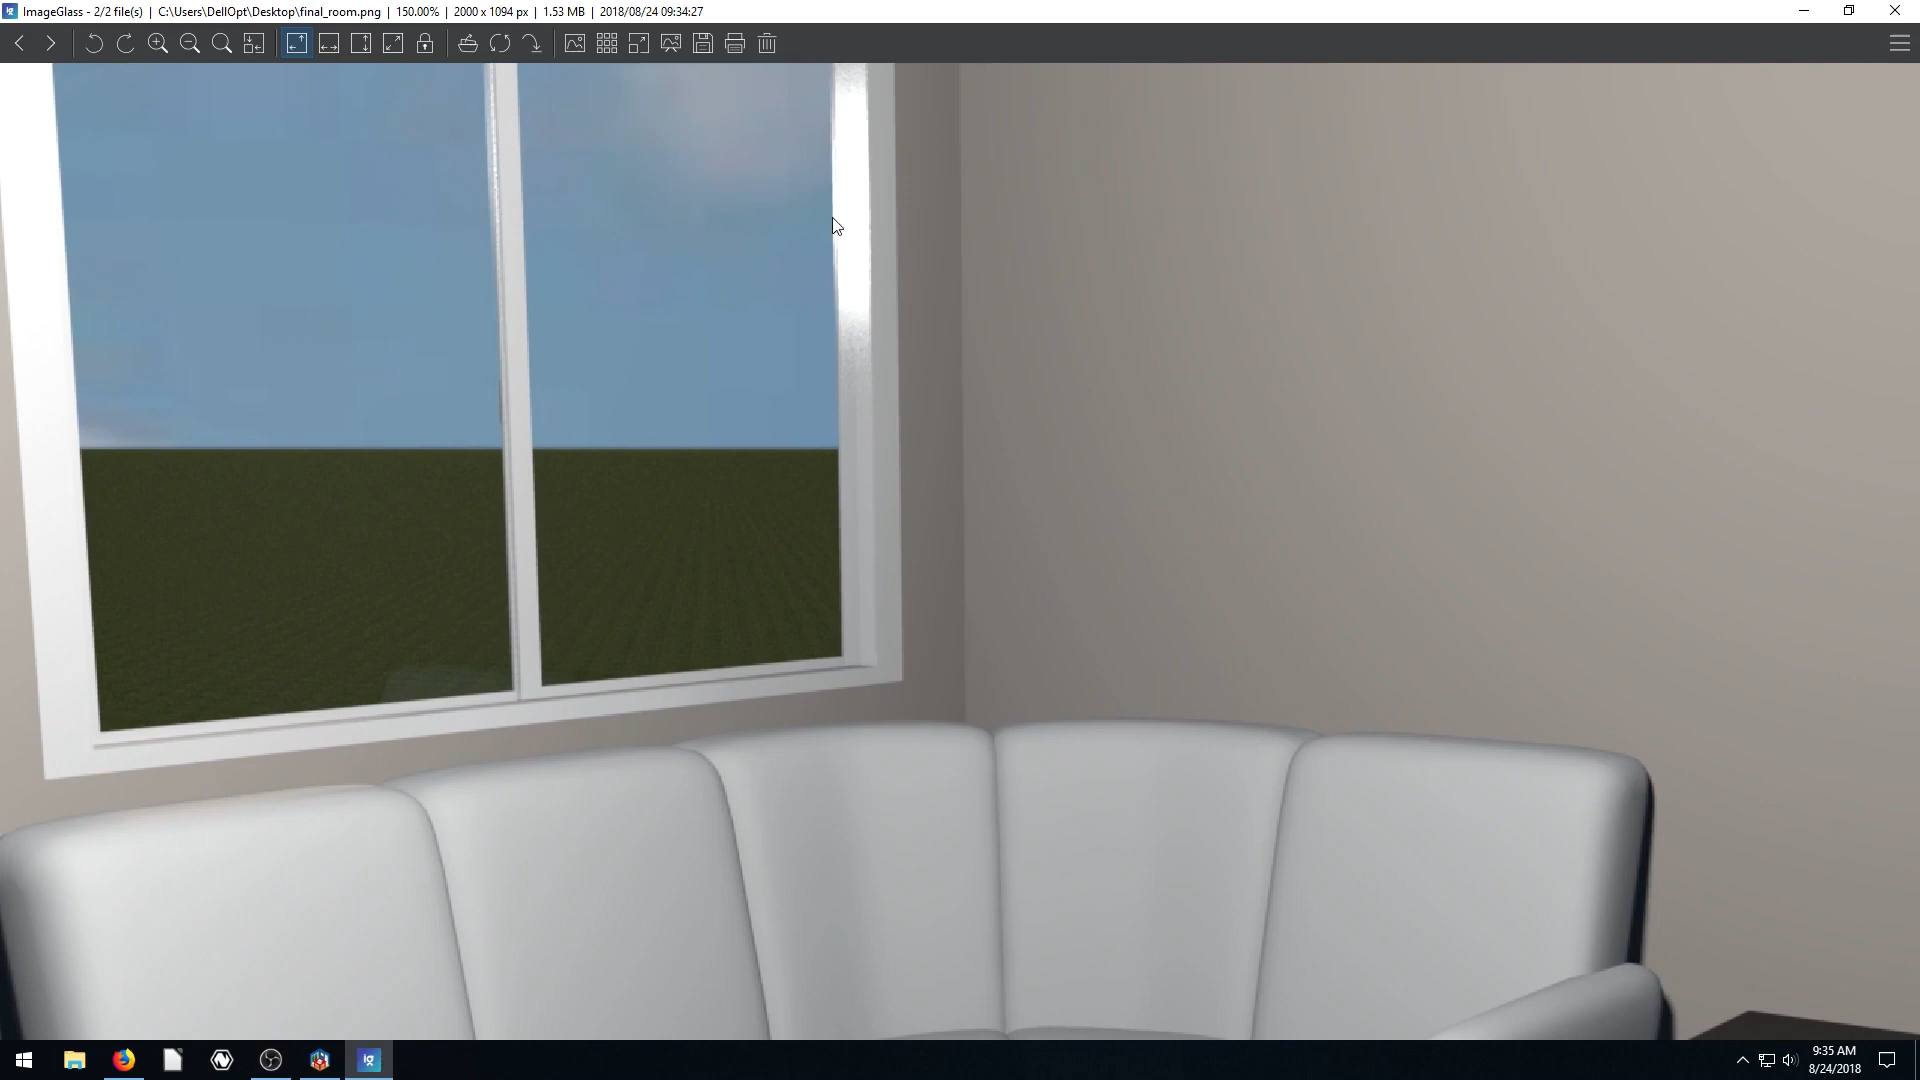 ImageGlass - 2/2 file(s) | C:\Users\DellOpt\Desktop\final_room.png | 150.00% | 2000 x 1094 px | 1.53 MB | 2018/08/24 09:34:27
9:35 AM
8/24/2018